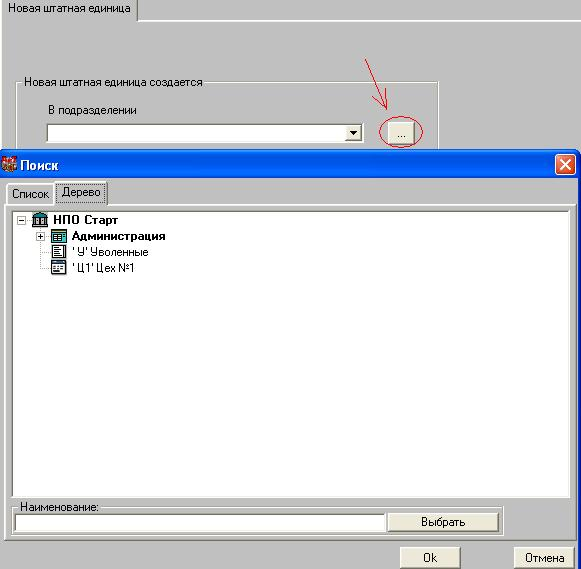 Новая штатная единица
Новая штатная единица создается
В подразделении
...
Поиск
Список Дерево
НПО Старт
Администрация
'У' Уволенные
'Ц1' Цех №1
Наименование:
Выбрать
Ok Отмена